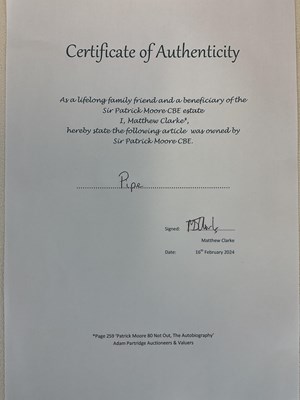 Certificate of Authenticity
As a lifelong family friend and a beneficiary of the
Sir Patrick Moore CBE estate
I, Matthew Clarke*,
hereby state the following article was owned by
Sir Patrick Moore CBE.
Pipe
Signed:
Matthew Clarke
Date: 16th February 2024
*Page 259 'Patrick Moore 80 Not Out, The Autobiography'
Adam Partridge Auctioneers & Valuers